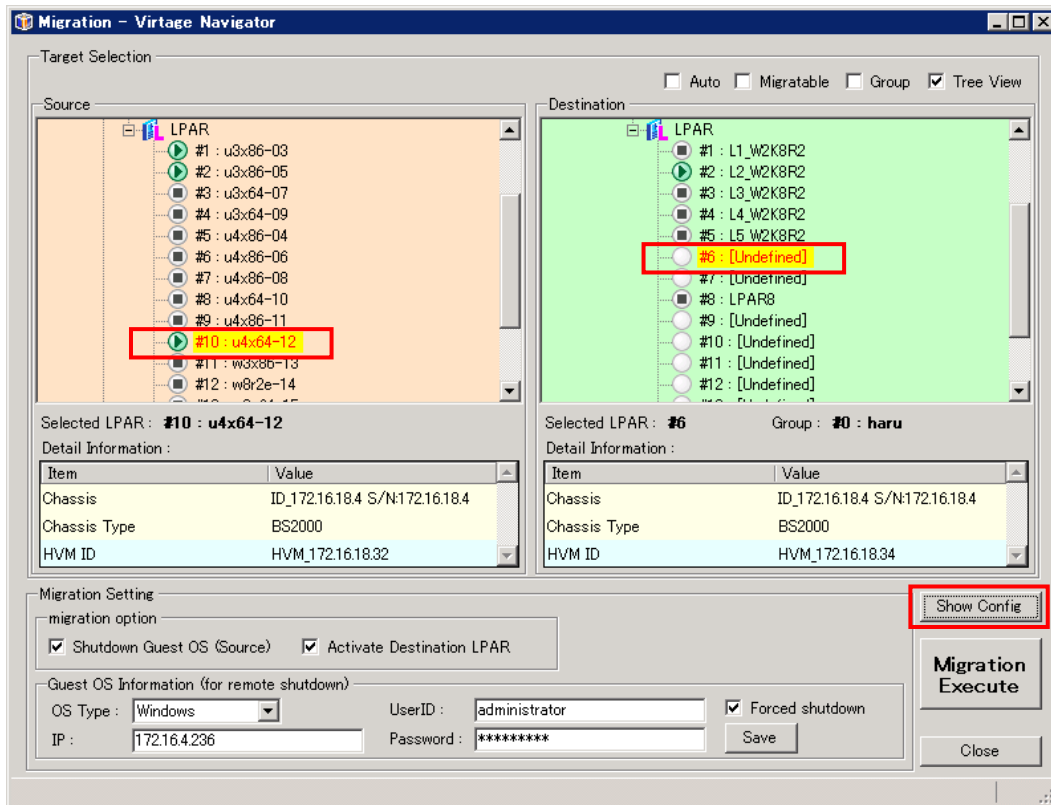 Migration - Virtage Navigator
Target Selection
Auto Migratable Group Tree View
Source
LPAR
#1 : u3x86-03
#2 : u3x86-05
#3 : u3x64-07
#4 : u3x64-09
#5 : u4x86-04
#6 : u4x86-06
#7 : u4x86-08
#8 : u4x64-10
#9 : u4x86-11
#10 : u4x64-12
#11 : w3x86-13
#12 : w8r2e-14
Selected LPAR : #10 : u4x64-12
Detail Information :
Item Value
Chassis ID_172.16.18.4 S/N:172.16.18.4
Chassis Type BS2000
HVM ID HVM_172.16.18.32
Destination
LPAR
#1 : L1_W2K8R2
#2 : L2_W2K8R2
#3 : L3_W2K8R2
#4 : L4_W2K8R2
#5 : L5_W2K8R2
#6 : [Undefined]
#7 : [Undefined]
#8 : LPAR8
#9 : [Undefined]
#10 : [Undefined]
#11 : [Undefined]
#12 : [Undefined]
Selected LPAR : #6 Group : #0 : haru
Detail Information :
Item Value
Chassis ID_172.16.18.4 S/N:172.16.18.4
Chassis Type BS2000
HVM ID HVM_172.16.18.34
Migration Setting
migration option
Shutdown Guest OS (Source) Activate Destination LPAR
Guest OS Information (for remote shutdown)
OS Type : Windows UserID : administrator Forced shutdown
IP : 172.16.4.236 Password : ********* Save
Show Config
Migration
Execute
Close